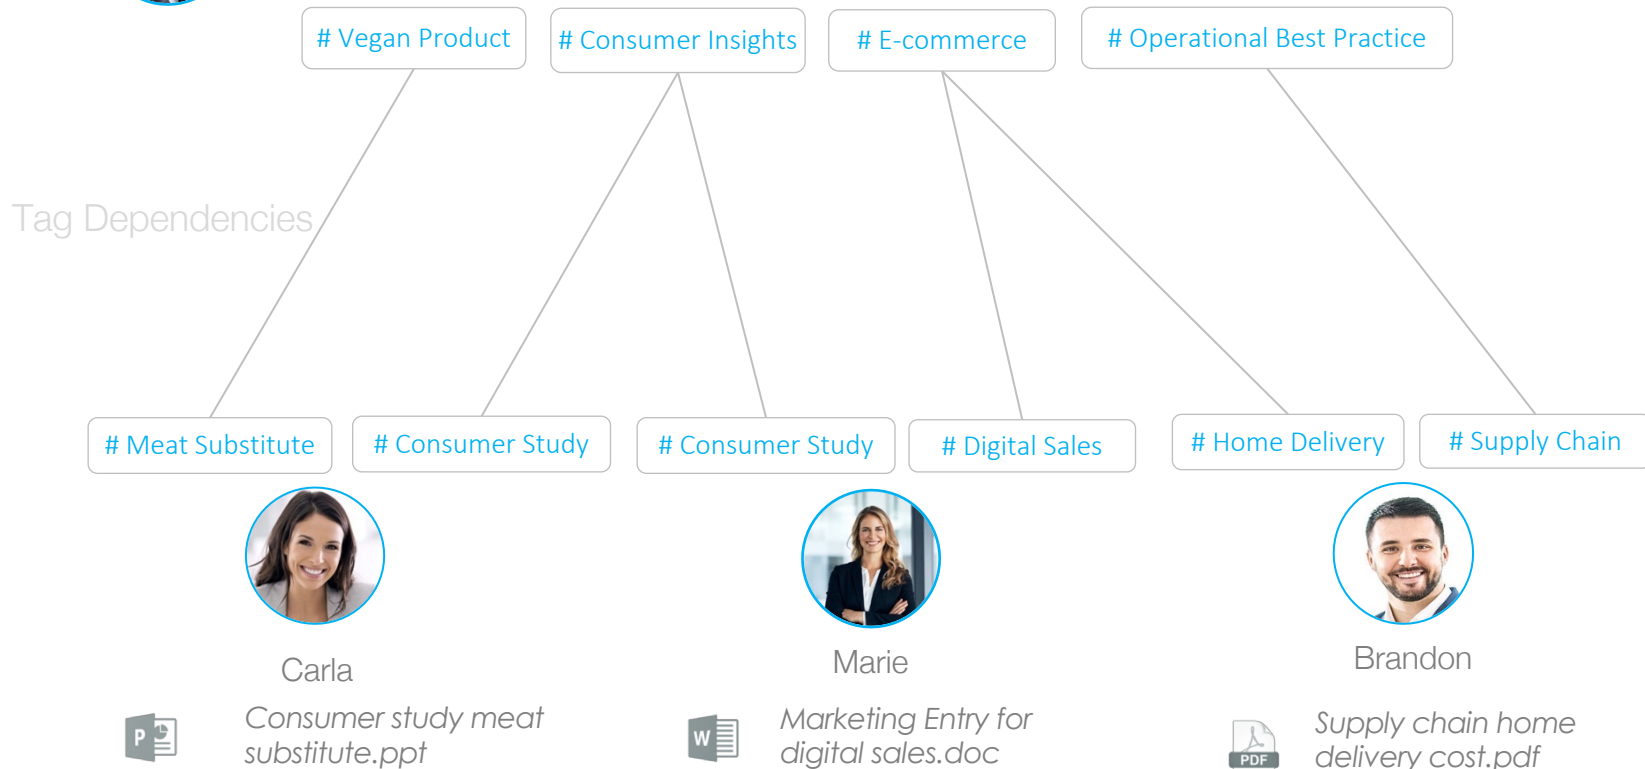 # Vegan Product
# Consumer Insights
# E-commerce
# Operational Best Practice
Tag Dependencies
# Meat Substitute
# Consumer Study
# Consumer Study
# Digital Sales
# Home Delivery
# Supply Chain
Carla
Marie
Brandon
P
Consumer study meat
substitute.ppt
W
Marketing Entry for
digital sales.doc
PDF
Supply chain home
delivery cost.pdf